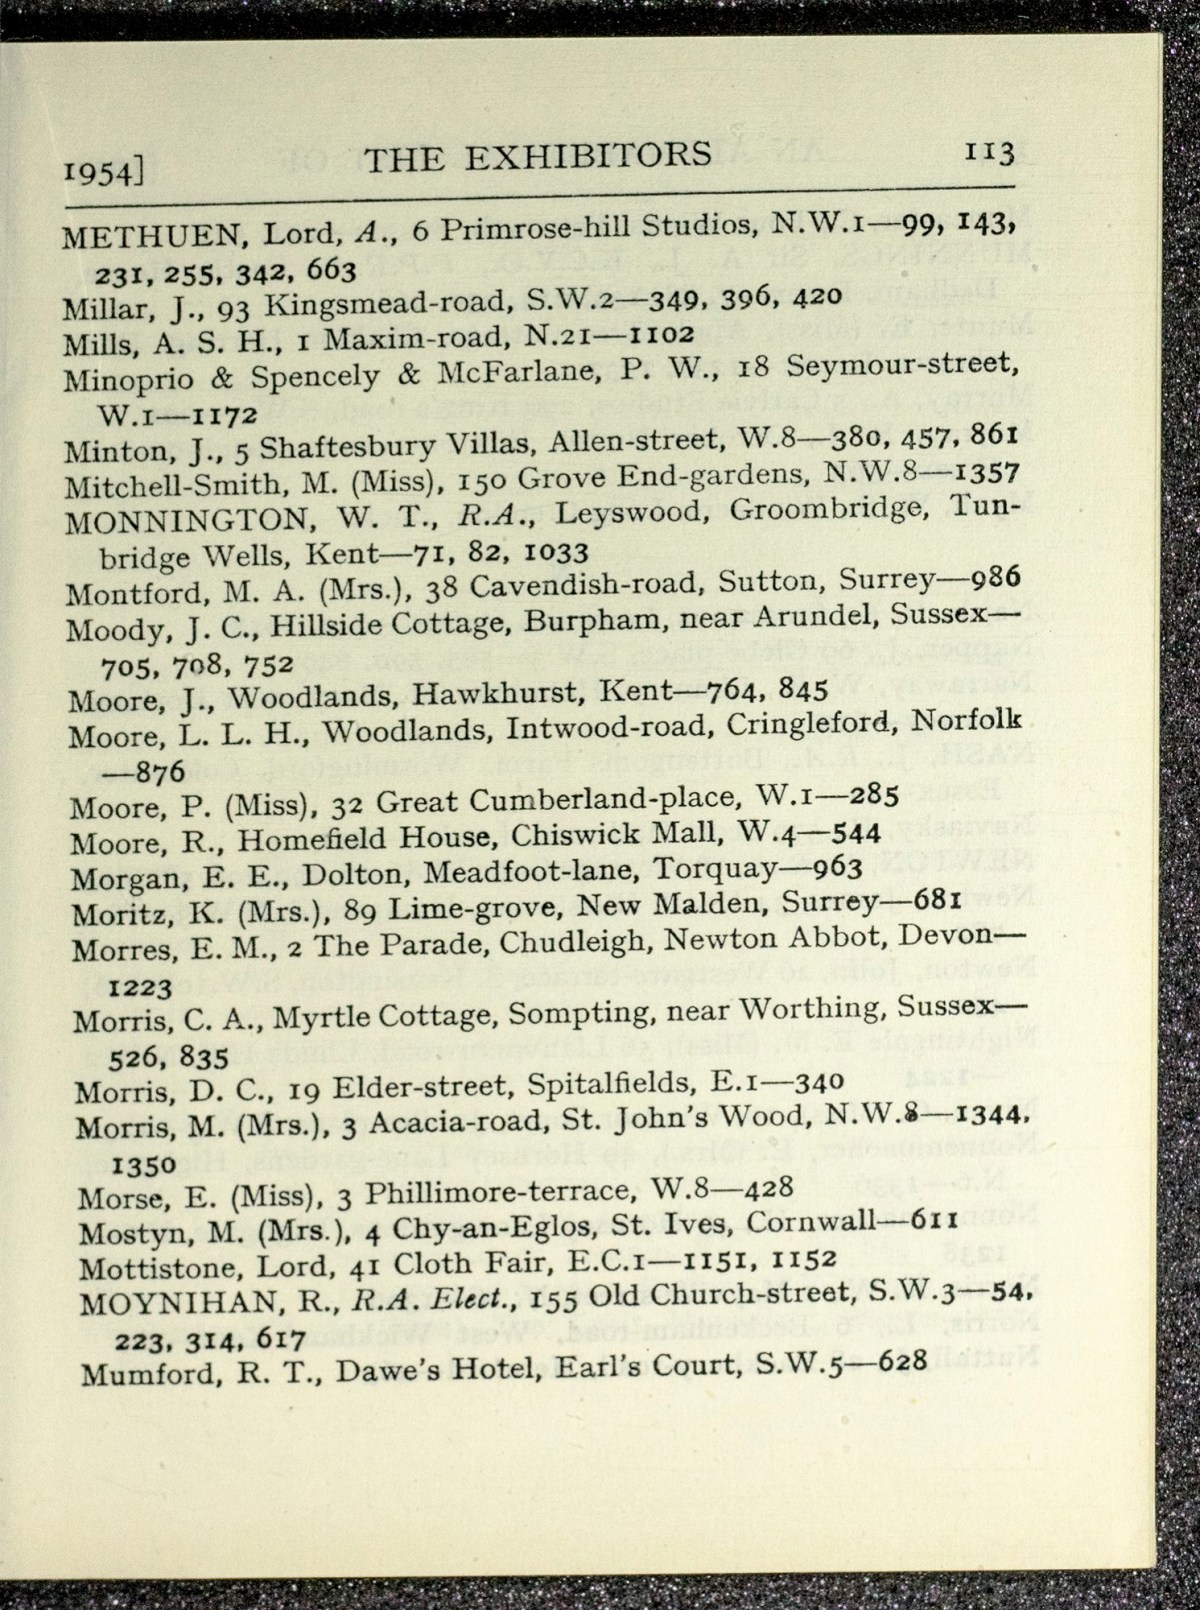 1954]
THE EXHIBITORS
113
METHUEN, Lord, A., 6 Primrose-hill Studios, N.W.1—99, 143,
231, 255, 342, 663
Millar, J., 93 Kingsmead-road, S.W.2—349, 396, 420
Mills, A. S. H., 1 Maxim-road, N.21—1102
Minoprio & Spencely & McFarlane, P. W., 18 Seymour-street,
W.1—1172
Minton, J., 5 Shaftesbury Villas, Allen-street, W.8—380, 457, 861
Mitchell-Smith, M. (Miss), 150 Grove End-gardens, N.W.8—1357
MONNINGTON, W. T., R.A., Leyswood, Groombridge, Tun-
bridge Wells, Kent—71, 82, 1033
Montford, M. A. (Mrs.), 38 Cavendish-road, Sutton, Surrey—986
Moody, J. C., Hillside Cottage, Burpham, near Arundel, Sussex—
705, 708, 752
Moore, J., Woodlands, Hawkhurst, Kent—764, 845
Moore, L. L. H., Woodlands, Intwood-road, Cringleford, Norfolk
—876
Moore, P. (Miss), 32 Great Cumberland-place, W.1—285
Moore, R., Homefield House, Chiswick Mall, W.4—544
Morgan, E. E., Dolton, Meadfoot-lane, Torquay—963
Moritz, K. (Mrs.), 89 Lime-grove, New Malden, Surrey—681
Morres, E. M., 2 The Parade, Chudleigh, Newton Abbot, Devon—
1223
Morris, C. A., Myrtle Cottage, Sompting, near Worthing, Sussex—
526, 835
Morris, D. C., 19 Elder-street, Spitalfields, E.1—340
Morris, M. (Mrs.), 3 Acacia-road, St. John's Wood, N.W.8—1344,
1350
Morse, E. (Miss), 3 Phillimore-terrace, W.8—428
Mostyn, M. (Mrs.), 4 Chy-an-Eglos, St. Ives, Cornwall—611
Mottistone, Lord, 41 Cloth Fair, E.C.1—1151, 1152
MOYNIHAN, R., R.A. Elect., 155 Old Church-street, S.W.3—54,
223, 314, 617
Mumford, R. T., Dawe's Hotel, Earl's Court, S.W.5—628